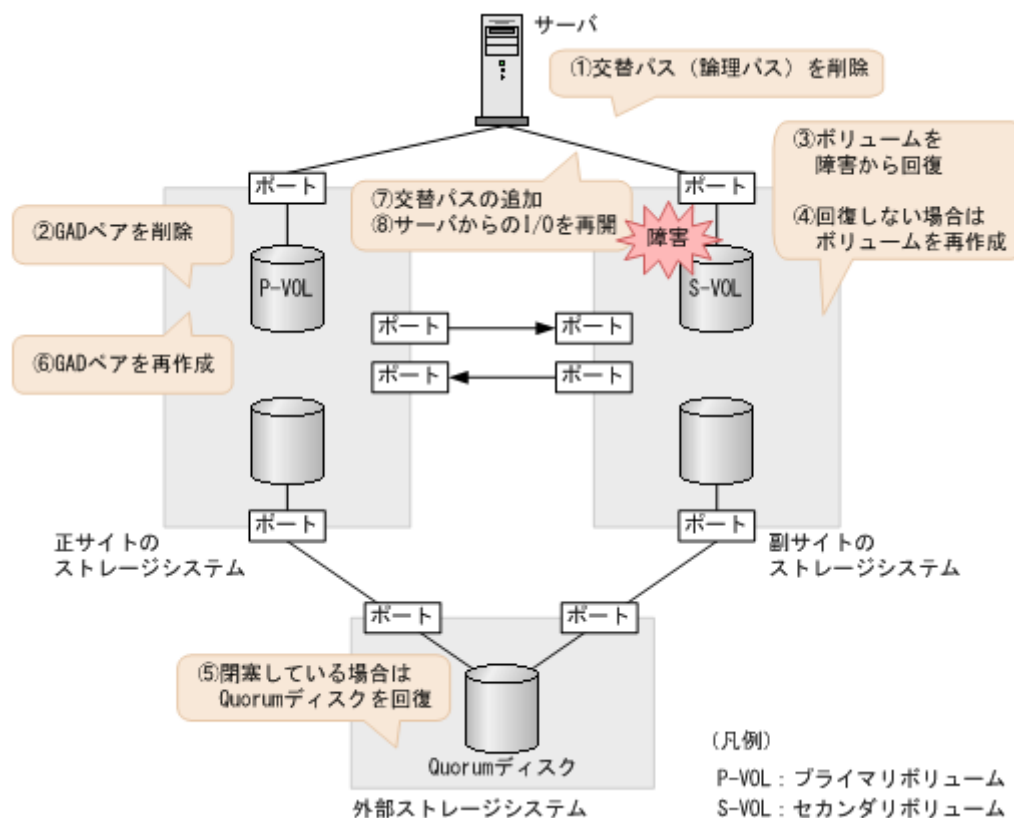 サーバ
①交替パス（論理パス）を削除
③ボリュームを
障害から回復
④回復しない場合は
ボリュームを再作成
ポート
ポート
⑦交替パスの追加
⑧サーバからのI/Oを再開
②GADペアを削除
障害
P-VOL
S-VOL
ポート
ポート
⑥GADペアを再作成
ポート
ポート
ポート
ポート
正サイトの
ストレージシステム
副サイトの
ストレージシステム
ポート
ポート
⑤閉塞している場合は
Quorumディスクを回復
Quorumディスク
外部ストレージシステム
(凡例)
P-VOL：プライマリボリューム
S-VOL：セカンダリボリューム